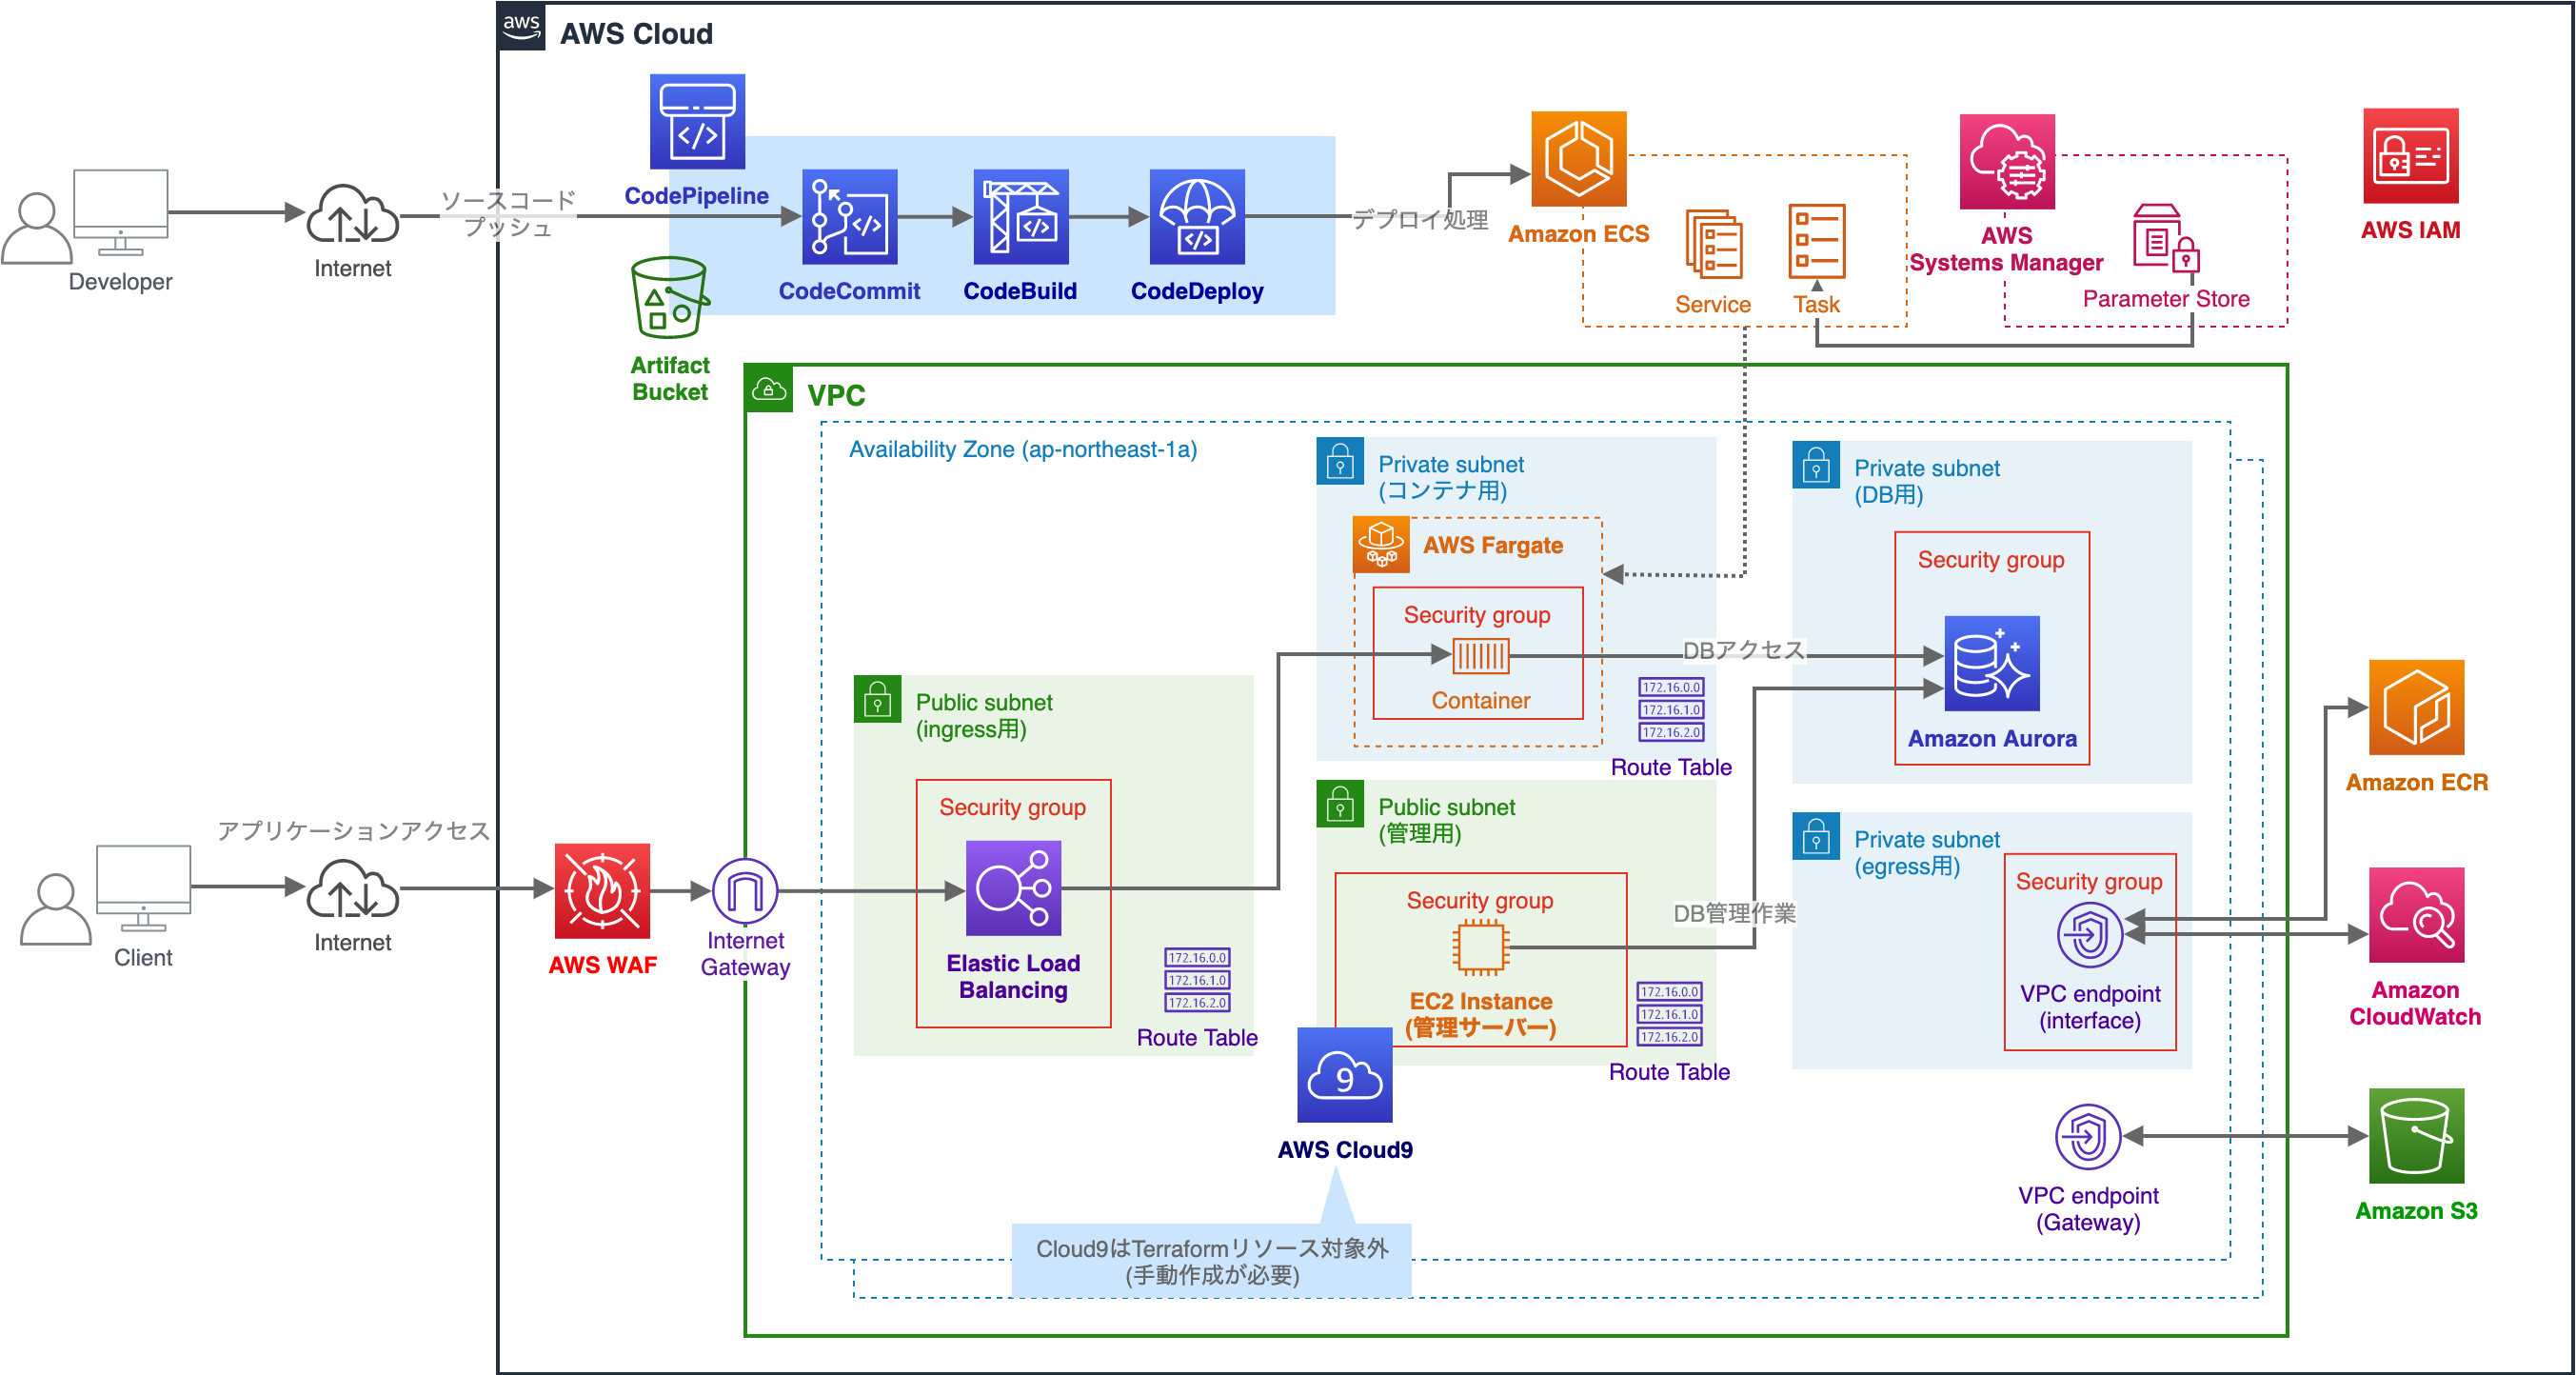 aws
AWS Cloud
CodePipeline
ソースコード
プッシュ
Developer
Internet
CodeCommit
CodeBuild
CodeDeploy
デプロイ処理
Amazon ECS
Service
Task
AWS
Systems Manager
Parameter Store
AWS IAM
Artifact
Bucket
VPC
Availability Zone (ap-northeast-1a)
Private subnet
(コンテナ用)
AWS Fargate
Security group
Container
172.16.0.0
172.16.1.0
172.16.2.0
Route Table
Private subnet
(DB用)
Security group
Amazon Aurora
DBアクセス
Public subnet
(ingress用)
Security group
Elastic Load
Balancing
172.16.0.0
172.16.1.0
172.16.2.0
Route Table
Public subnet
(管理用)
Security group
EC2 Instance
(管理サーバー)
172.16.0.0
172.16.1.0
172.16.2.0
Route Table
DB管理作業
Private subnet
(egress用)
Security group
VPC endpoint
(interface)
VPC endpoint
(Gateway)
アプリケーションアクセス
Client
Internet
AWS WAF
Internet
Gateway
9
AWS Cloud9
Cloud9はTerraformリソース対象外
(手動作成が必要)
Amazon ECR
Amazon
CloudWatch
Amazon S3